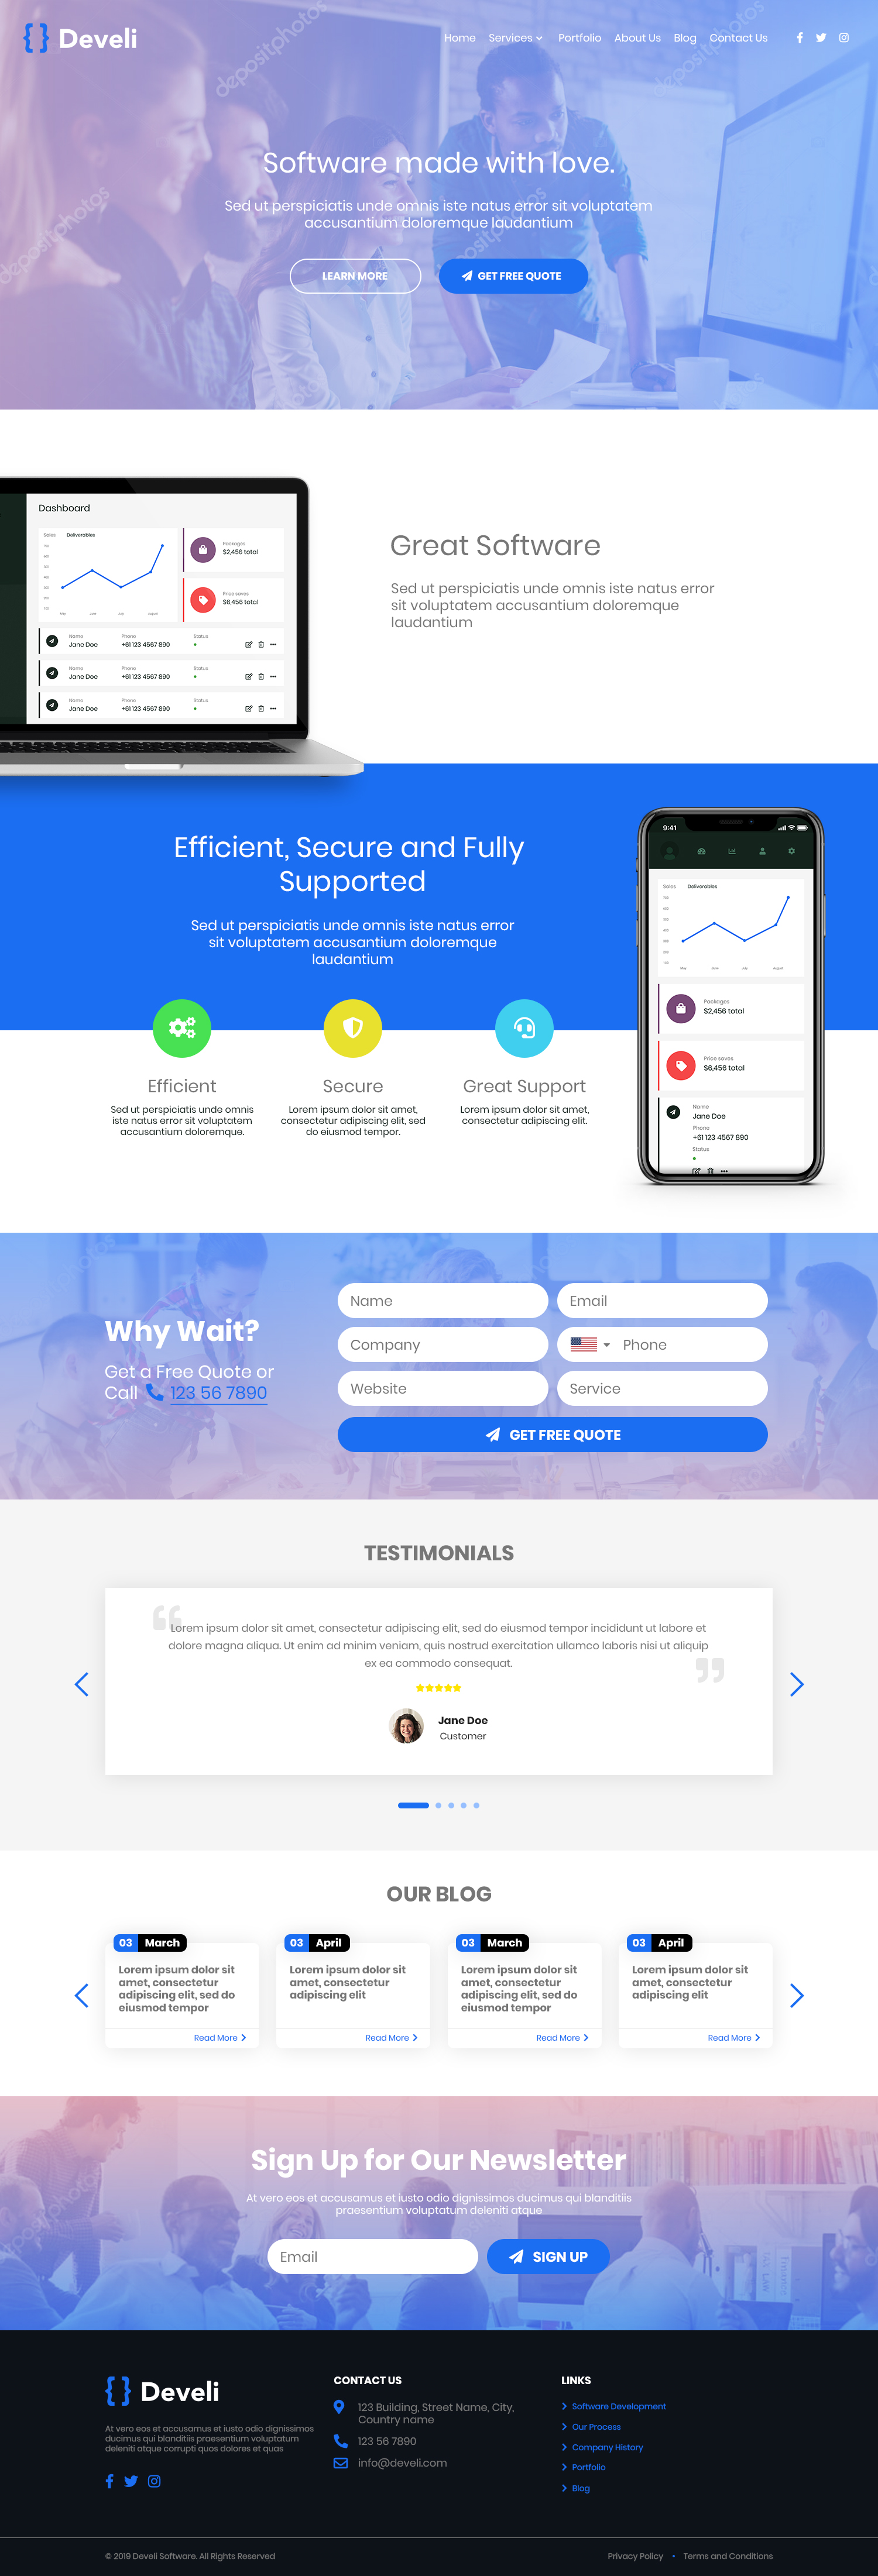 { } Develi
Home Services Portfolio About Us Blog Contact Us
depositphotos
depositphotos
depositphotos
depositphotos
Software made with love.
Sed ut perspiciatis unde omnis iste natus error sit voluptatem
accusantium doloremque laudantium
LEARN MORE
GET FREE QUOTE
Dashboard
Sales Deliverables
May June July August
Packages
$2,456 total
Price saves
$6,456 total
Name Phone Status
Jane Doe +61 123 4567 890
Name Phone Status
Jane Doe +61 123 4567 890
Name Phone Status
Jane Doe +61 123 4567 890
Great Software
Sed ut perspiciatis unde omnis iste natus error
sit voluptatem accusantium doloremque
laudantium
Efficient, Secure and Fully
Supported
Sed ut perspiciatis unde omnis iste natus error
sit voluptatem accusantium doloremque
laudantium
Efficient
Sed ut perspiciatis unde omnis
iste natus error sit voluptatem
accusantium doloremque.
Secure
Lorem ipsum dolor sit amet,
consectetur adipiscing elit, sed
do eiusmod tempor.
Great Support
Lorem ipsum dolor sit amet,
consectetur adipiscing elit.
9:41
Sales Deliverables
May June July August
Packages
$2,456 total
Price saves
$6,456 total
Name
Jane Doe
Phone
+61 123 4567 890
Status
Why Wait?
Get a Free Quote or
Call 123 56 7890
Name
Email
Company
Phone
Website
Service
GET FREE QUOTE
TESTIMONIALS
Lorem ipsum dolor sit amet, consectetur adipiscing elit, sed do eiusmod tempor incididunt ut labore et
dolore magna aliqua. Ut enim ad minim veniam, quis nostrud exercitation ullamco laboris nisi ut aliquip
ex ea commodo consequat.
Jane Doe
Customer
OUR BLOG
03 March
Lorem ipsum dolor sit
amet, consectetur
adipiscing elit, sed do
eiusmod tempor
Read More
03 April
Lorem ipsum dolor sit
amet, consectetur
adipiscing elit
Read More
03 March
Lorem ipsum dolor sit
amet, consectetur
adipiscing elit, sed do
eiusmod tempor
Read More
03 April
Lorem ipsum dolor sit
amet, consectetur
adipiscing elit
Read More
Sign Up for Our Newsletter
At vero eos et accusamus et iusto odio dignissimos ducimus qui blanditiis
praesentium voluptatum deleniti atque
Email
SIGN UP
{ } Develi
At vero eos et accusamus et iusto odio dignissimos
ducimus qui blanditiis praesentium voluptatum
deleniti atque corrupti quos dolores et quas
CONTACT US
123 Building, Street Name, City,
Country name
123 56 7890
info@develi.com
LINKS
Software Development
Our Process
Company History
Portfolio
Blog
© 2019 Develi Software. All Rights Reserved
Privacy Policy • Terms and Conditions